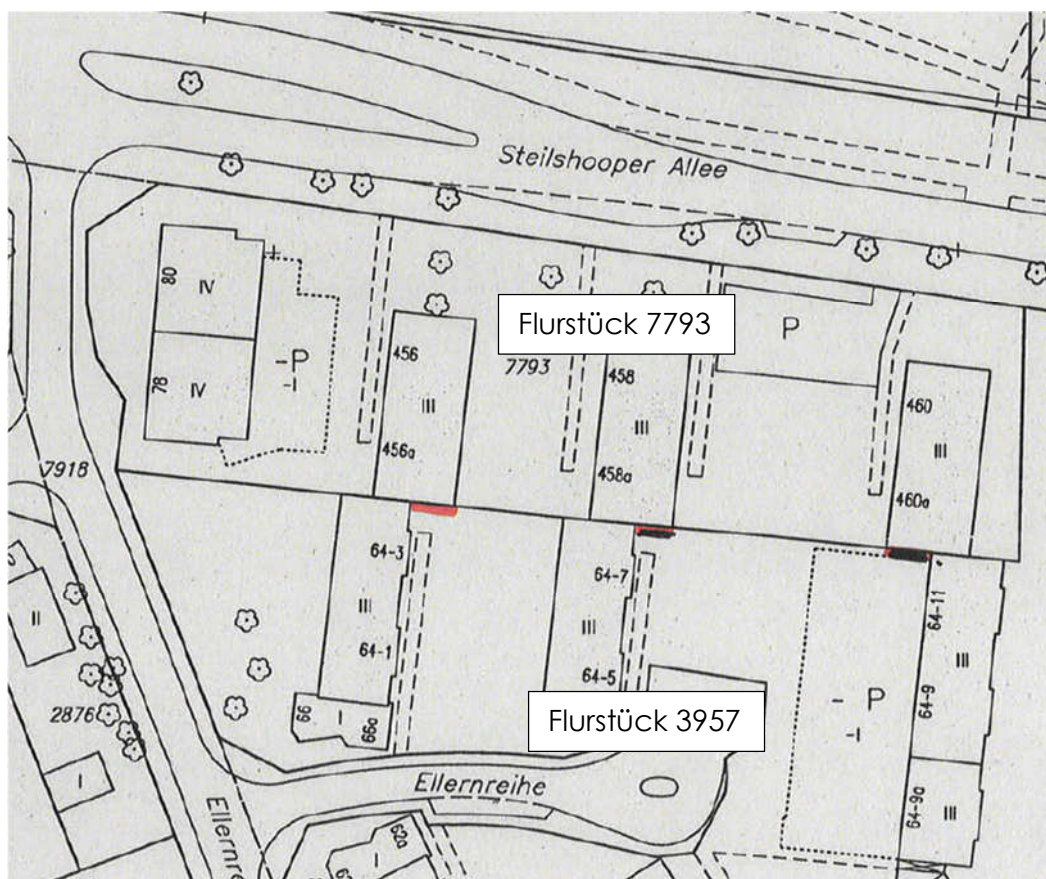 Steilshooper Allee
80
IV
78
IV
- P
- I
456
III
456a
Flurstück 7793
7793
458
III
458a
P
460
III
460a
7918
II
2876
I
64-3
III
64-1
66
I
66a
64-7
III
64-5
Flurstück 3957
- P
- I
64-11
III
64-9
64-9a
III
Ellernreihe
Ellernre
62a
I